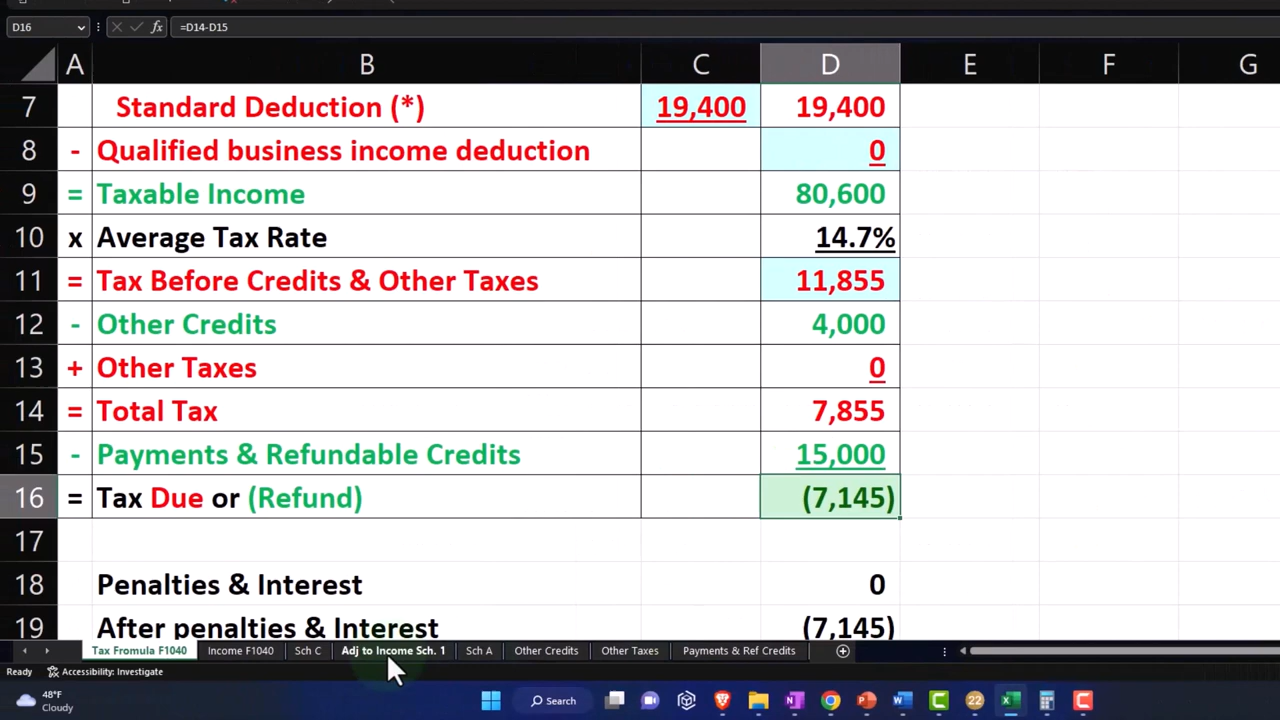 D16 fx =D14-D15
A B C D E F G
7 Standard Deduction (*) 19,400 19,400
8 - Qualified business income deduction 0
9 = Taxable Income 80,600
10 x Average Tax Rate 14.7%
11 = Tax Before Credits & Other Taxes 11,855
12 - Other Credits 4,000
13 + Other Taxes 0
14 = Total Tax 7,855
15 - Payments & Refundable Credits 15,000
16 = Tax Due or (Refund) (7,145)
17
18 Penalties & Interest 0
19 After penalties & Interest (7,145)
Tax Fromula F1040 Income F1040 Sch C Adj to Income Sch. 1 Sch A Other Credits Other Taxes Payments & Ref Credits
Ready Accessibility: Investigate
48°F
Cloudy
Search
22